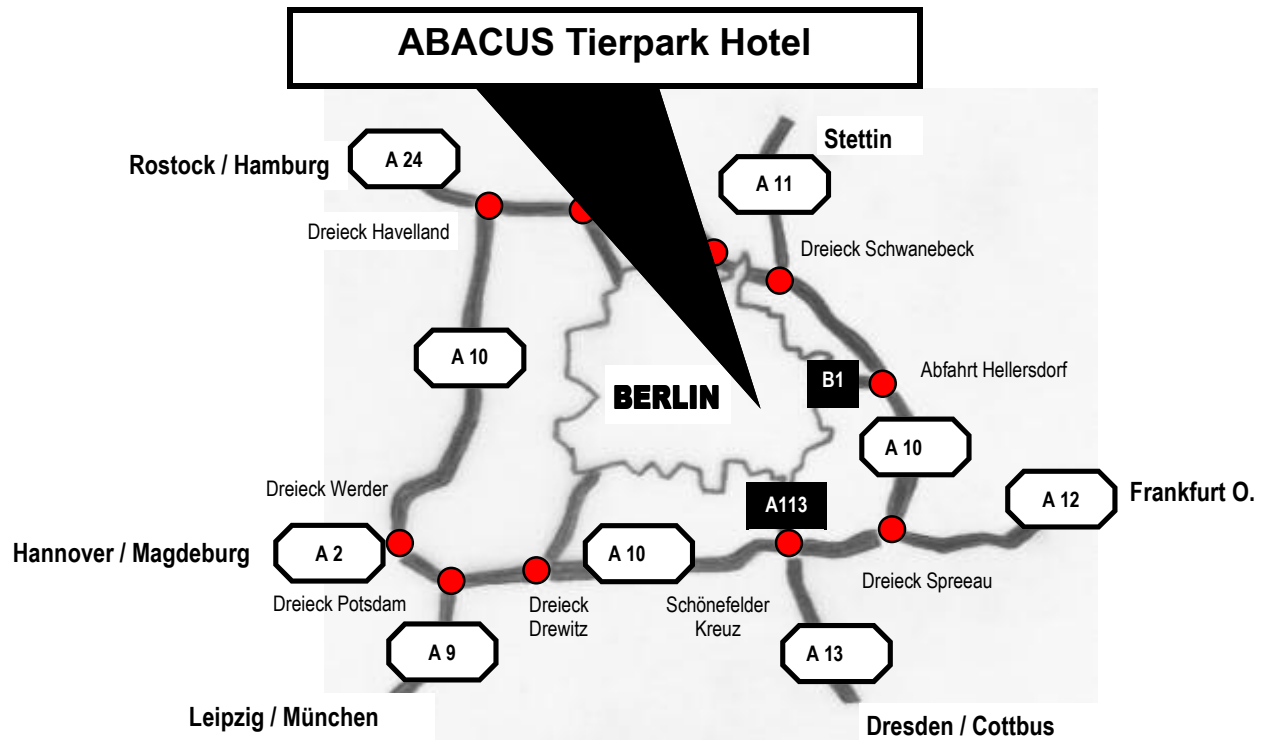 ABACUS Tierpark Hotel
Stettin
Rostock / Hamburg
A 24
A 11
Dreieck Havelland
Dreieck Schwanebeck
A 10
B1
Abfahrt Hellersdorf
BERLIN
A 10
Dreieck Werder
A113
A 12
Frankfurt O.
Hannover / Magdeburg
A 2
A 10
Dreieck Spreeau
Dreieck Potsdam
Dreieck
Drewitz
Schönefelder
Kreuz
A 9
A 13
Leipzig / München
Dresden / Cottbus